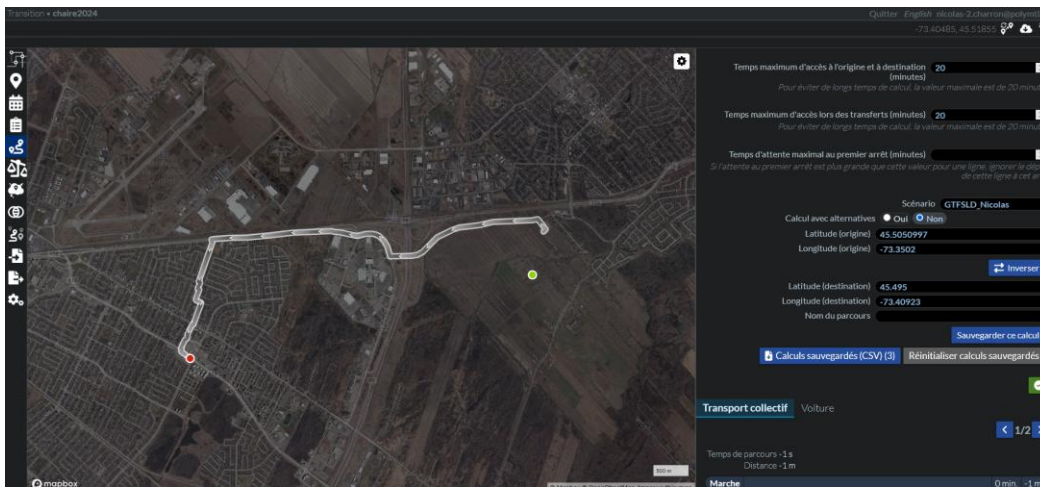 Transition • chaire2024
Quitter English nicolas-2.charron@polymtl
-73.40485, 45.51855
Temps maximum d'accès à l'origine et à destination (minutes) 20
Pour éviter de longs temps de calcul, la valeur maximale est de 20 minut
Temps maximum d'accès lors des transferts (minutes) 20
Pour éviter de longs temps de calcul, la valeur maximale est de 20 minut
Temps d'attente maximal au premier arrêt (minutes)
Si l'attente au premier arrêt est plus grande que cette valeur pour une ligne, ignorer le dép
de cette ligne à cet arr
Scénario GTFSLD_Nicolas
Calcul avec alternatives Oui Non
Latitude (origine) 45.5050997
Longitude (origine) -73.3502
Inverser
Latitude (destination) 45.495
Longitude (destination) -73.40923
Nom du parcours
Sauvegarder ce calcul
Calculs sauvegardés (CSV) (3) Réinitialiser calculs sauvegardés
Transport collectif Voiture
1/2
Temps de parcours -1 s
Distance -1 m
Marche 0 min. -1 m
mapbox